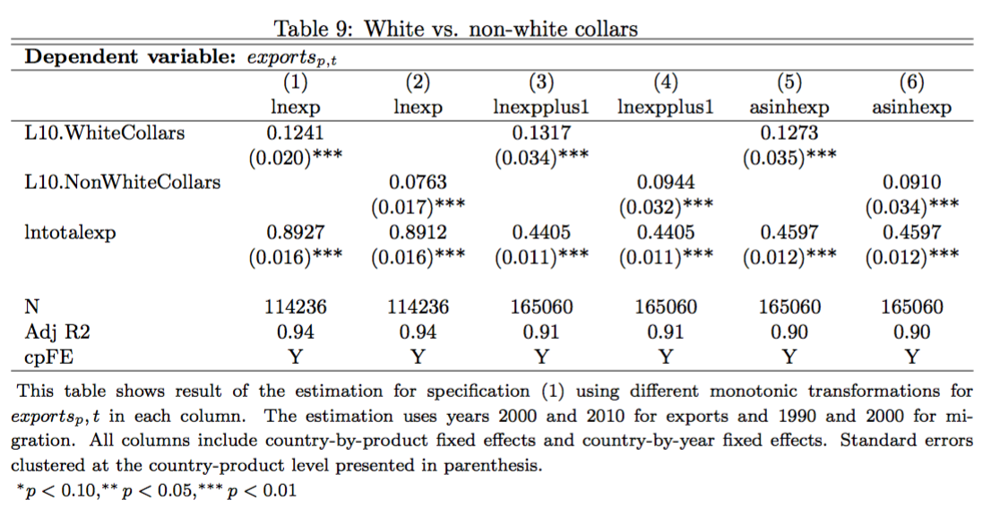 Table 9: White vs. non-white collars
Dependent variable: exportsp,t
(1) (2) (3) (4) (5) (6)
lnexp lnexp lnexpplus1 lnexpplus1 asinhexp asinhexp
L10.WhiteCollars 0.1241 0.1317 0.1273
(0.020)*** (0.034)*** (0.035)***
L10.NonWhiteCollars 0.0763 0.0944 0.0910
(0.017)*** (0.032)*** (0.034)***
lntotalexp 0.8927 0.8912 0.4405 0.4405 0.4597 0.4597
(0.016)*** (0.016)*** (0.011)*** (0.011)*** (0.012)*** (0.012)***
N 114236 114236 165060 165060 165060 165060
Adj R2 0.94 0.94 0.91 0.91 0.90 0.90
cpFE Y Y Y Y Y Y
This table shows result of the estimation for specification (1) using different monotonic transformations for
exportsp,t in each column. The estimation uses years 2000 and 2010 for exports and 1990 and 2000 for mi-
gration. All columns include country-by-product fixed effects and country-by-year fixed effects. Standard errors
clustered at the country-product level presented in parenthesis.
*p < 0.10,** p < 0.05,*** p < 0.01